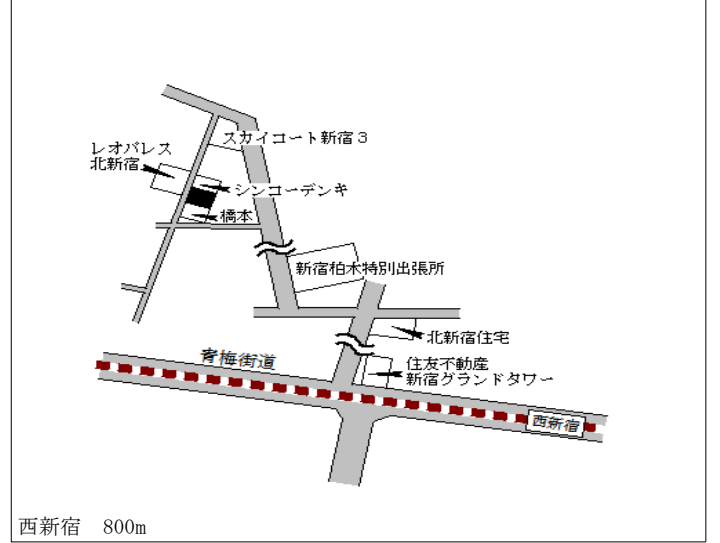 スカイコート新宿３
レオパレス
北新宿
シンコーデンキ
橋本
新宿柏木特別出張所
北新宿住宅
青梅街道
住友不動産
新宿グランドタワー
西新宿
西新宿　800m